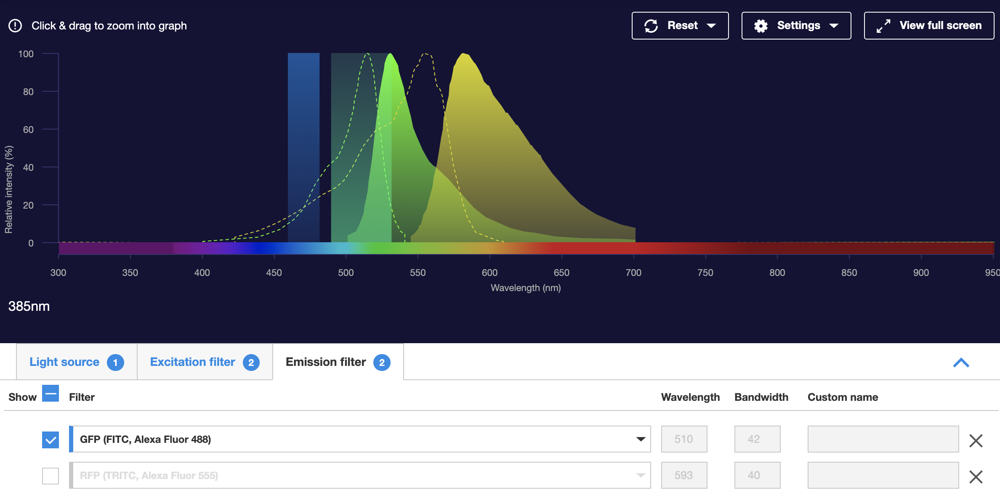 Click & drag to zoom into graph
Reset
Settings
View full screen
100
80
60
40
20
0
Relative intensity (%)
300 350 400 450 500 550 600 650 700 750 800 850 900 950
Wavelength (nm)
385nm
Light source 1
Excitation filter 2
Emission filter 2
Show Filter Wavelength Bandwidth Custom name
GFP (FITC, Alexa Fluor 488) 510 42
RFP (TRITC, Alexa Fluor 555) 593 40